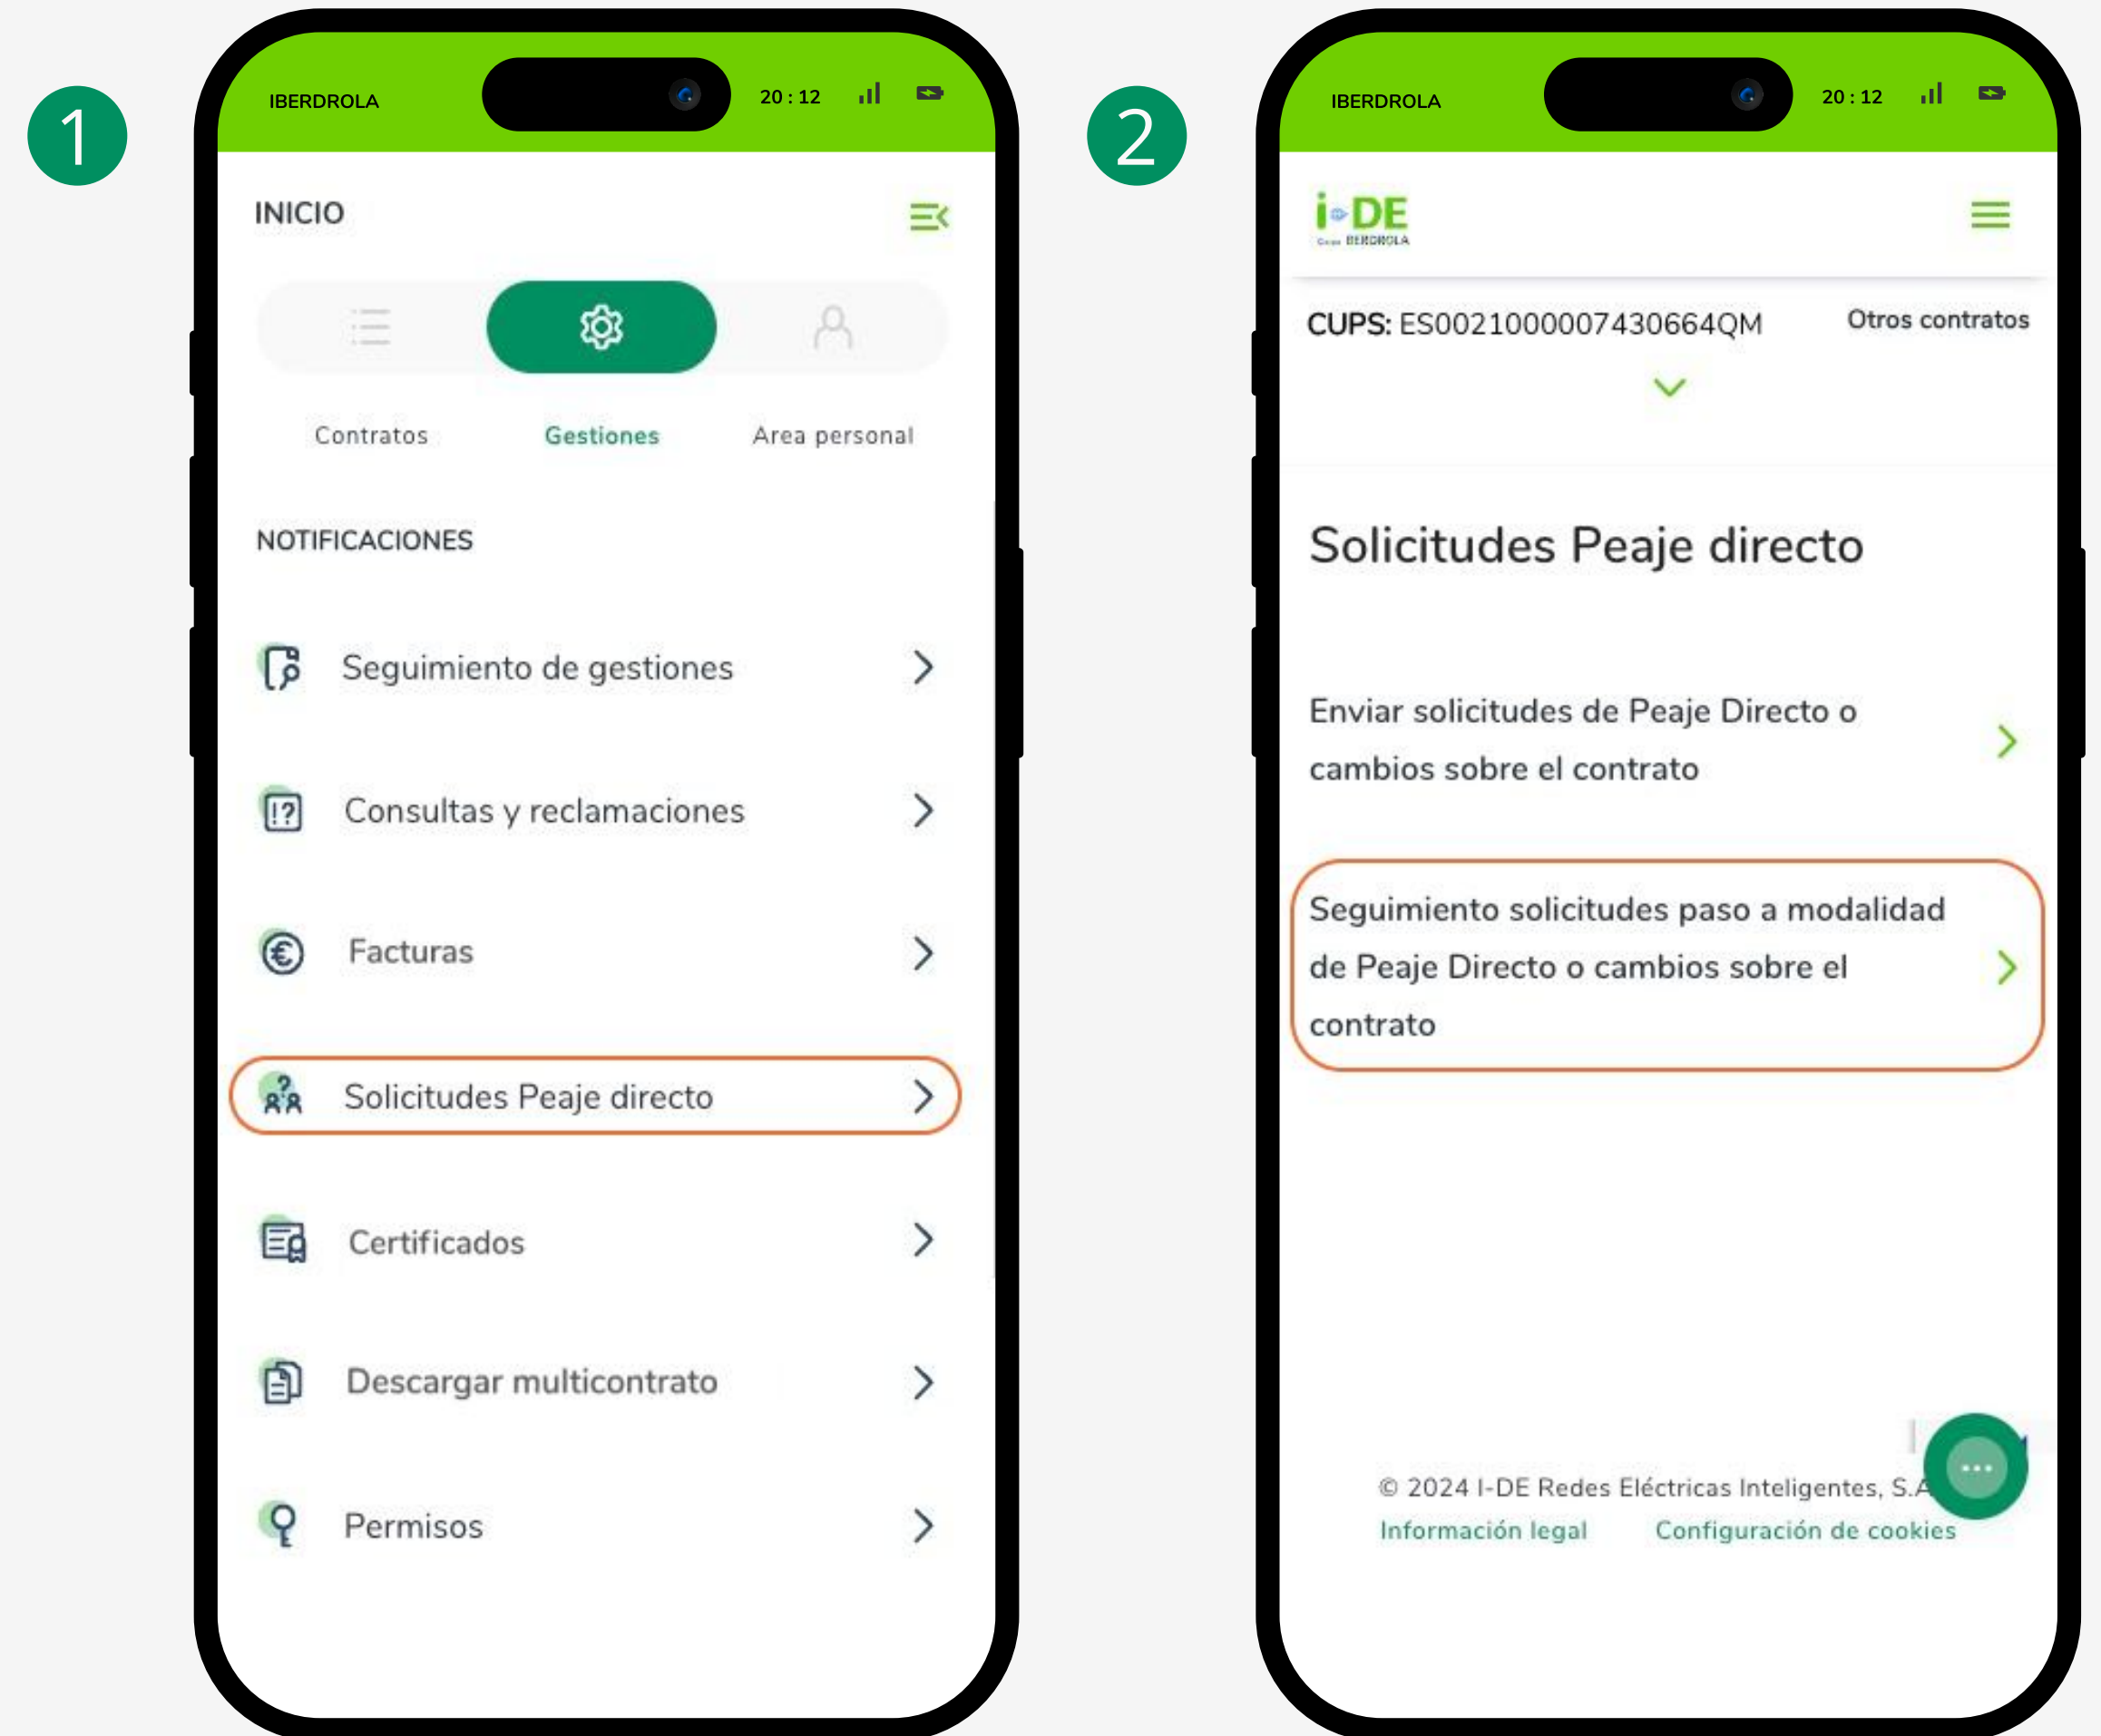 1
IBERDROLA
20 : 12
INICIO
Contratos
Gestiones
Area personal
NOTIFICACIONES
Seguimiento de gestiones
!? Consultas y reclamaciones
€ Facturas
? Solicitudes Peaje directo
Certificados
Descargar multicontrato
Permisos
2
IBERDROLA
20 : 12
i-DE
Grupo IBERDROLA
CUPS: ES0021000007430664QM
Otros contratos
Solicitudes Peaje directo
Enviar solicitudes de Peaje Directo o
cambios sobre el contrato
Seguimiento solicitudes paso a modalidad
de Peaje Directo o cambios sobre el
contrato
© 2024 I-DE Redes Eléctricas Inteligentes, S.A
Información legal
Configuración de cookies